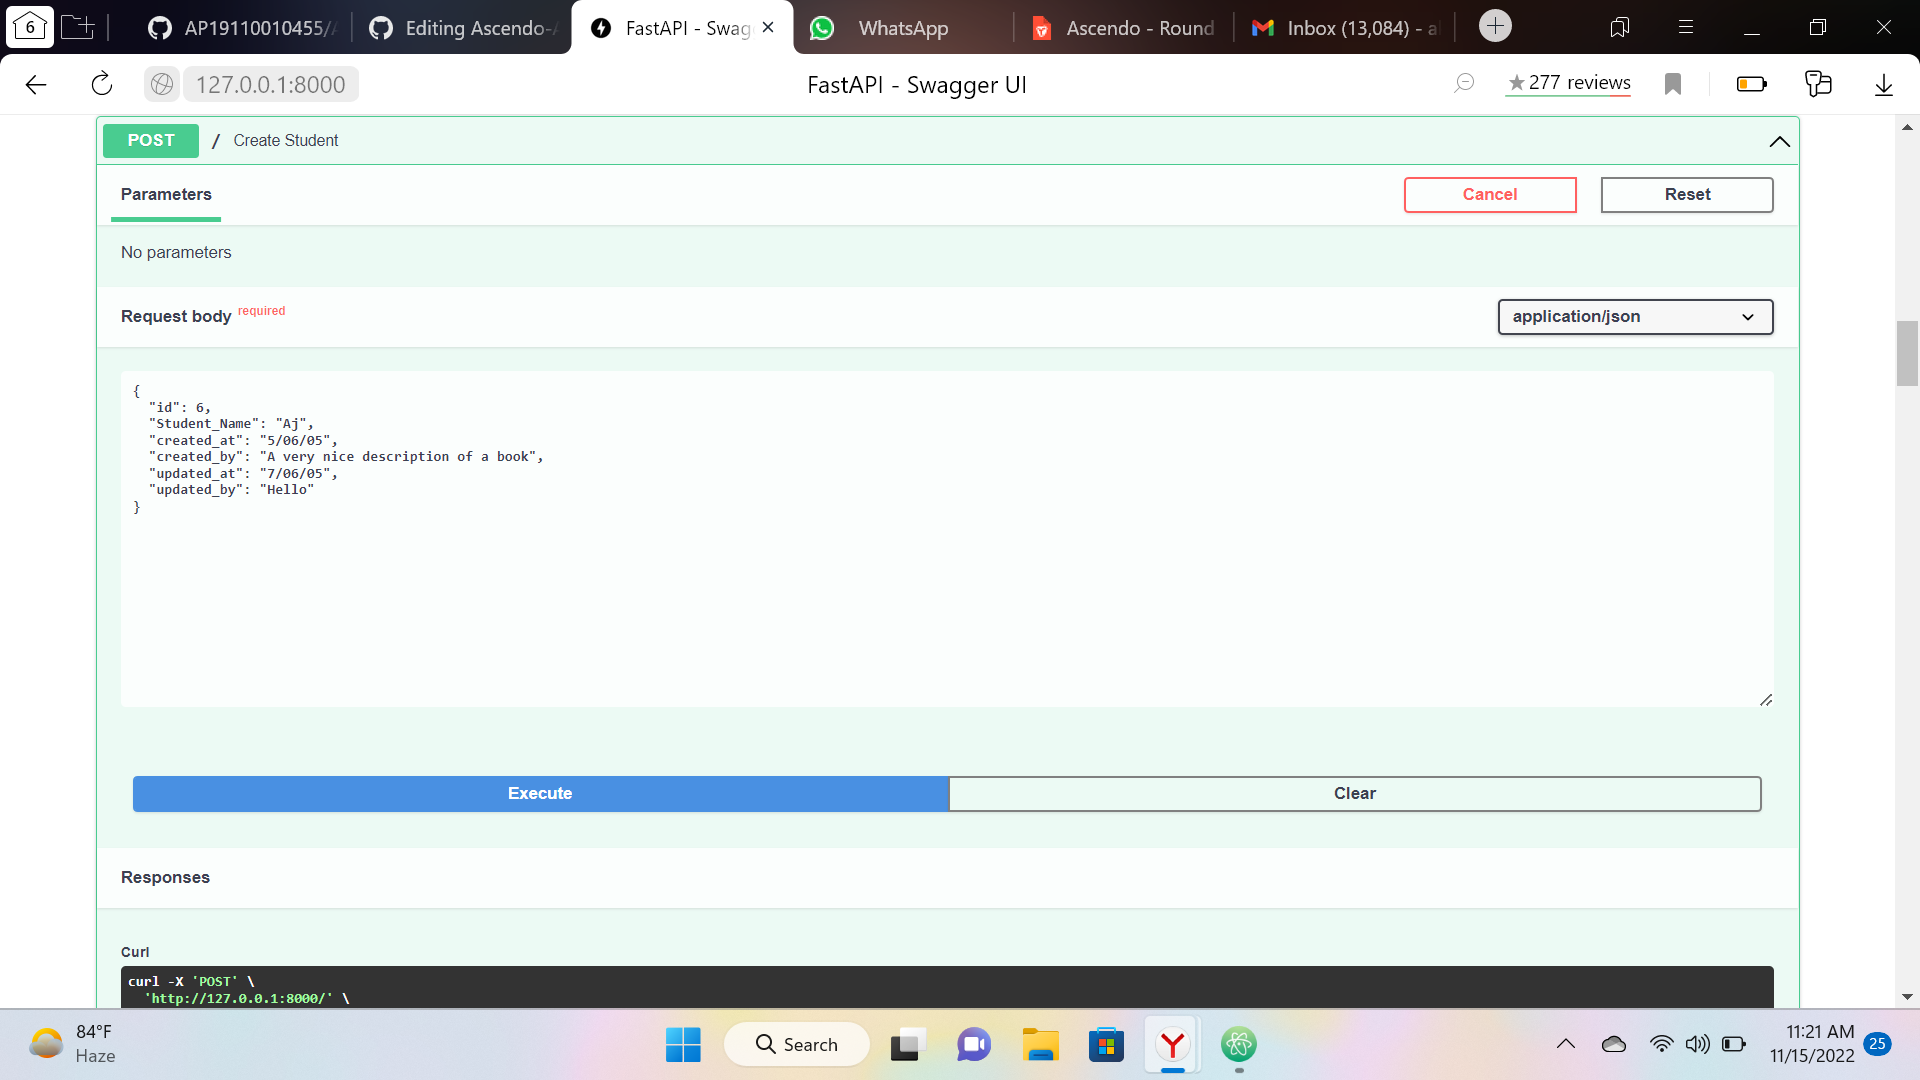 6
AP19110010455/
Editing Ascendo-
FastAPI - Swag
WhatsApp
Ascendo - Round
Inbox (13,084) - a
127.0.0.1:8000
FastAPI - Swagger UI
★277 reviews
POST / Create Student
Parameters
Cancel
Reset
No parameters
Request body required
application/json
{
"id": 6,
"Student_Name": "Aj",
"created_at": "5/06/05",
"created_by": "A very nice description of a book",
"updated_at": "7/06/05",
"updated_by": "Hello"
}
Execute
Clear
Responses
Curl
curl -X 'POST' \
'http://127.0.0.1:8000/' \
84°F
Haze
Search
11:21 AM
11/15/2022
25